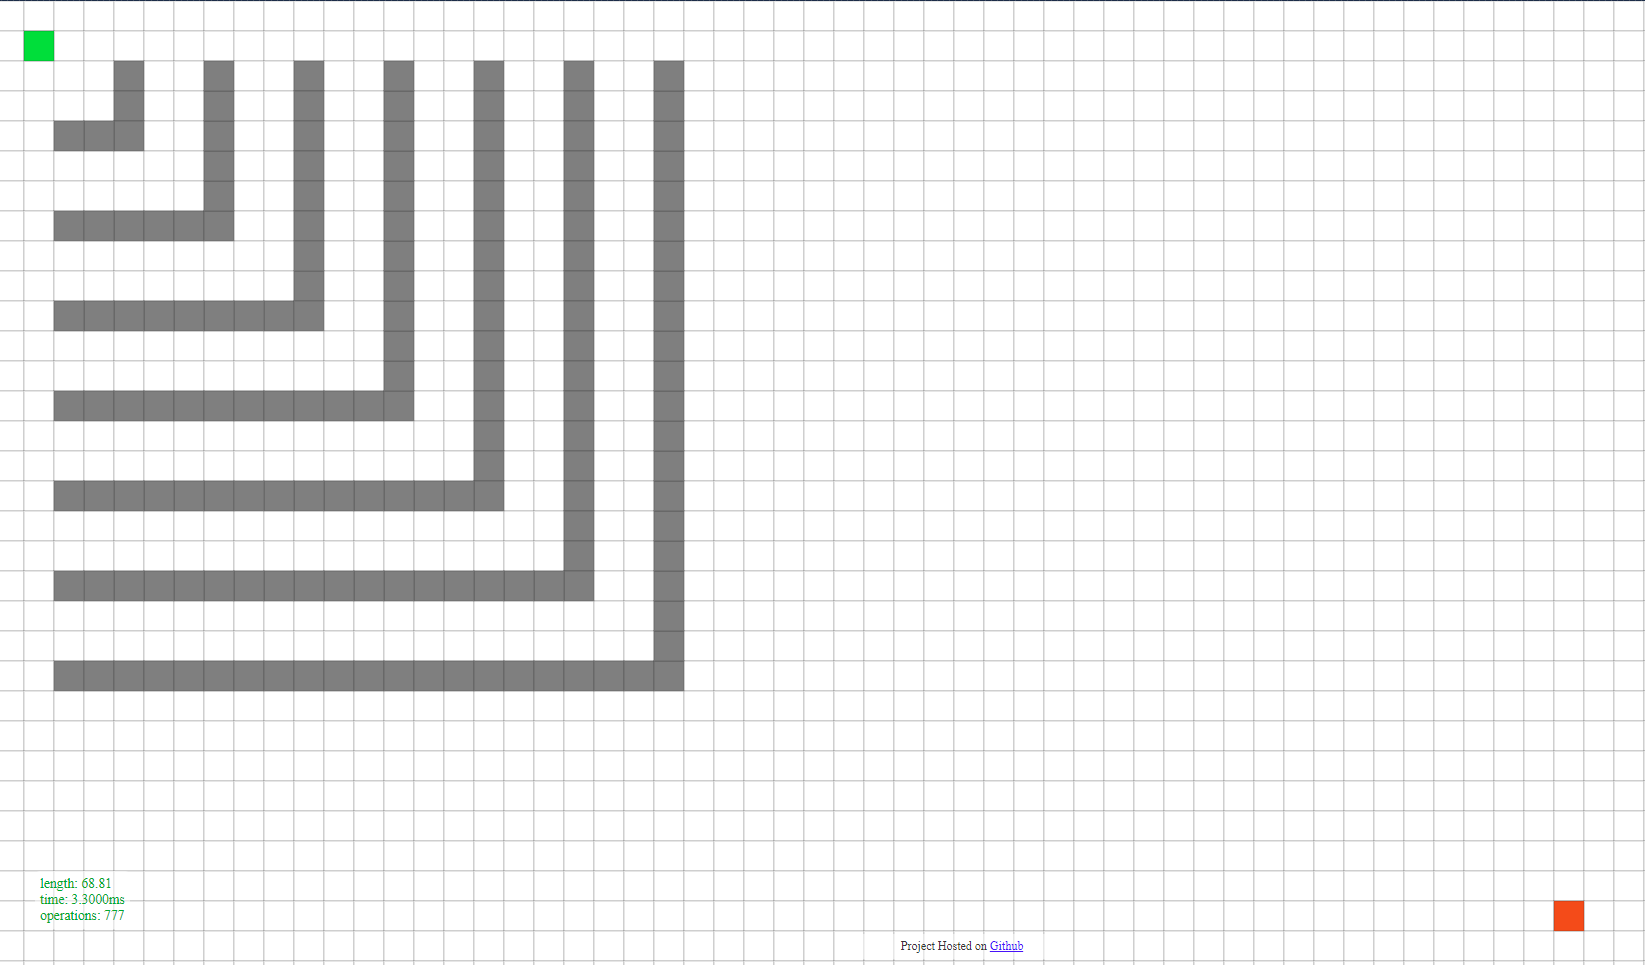 length: 68.81
time: 3.3000ms
operations: 777
Project Hosted on Github